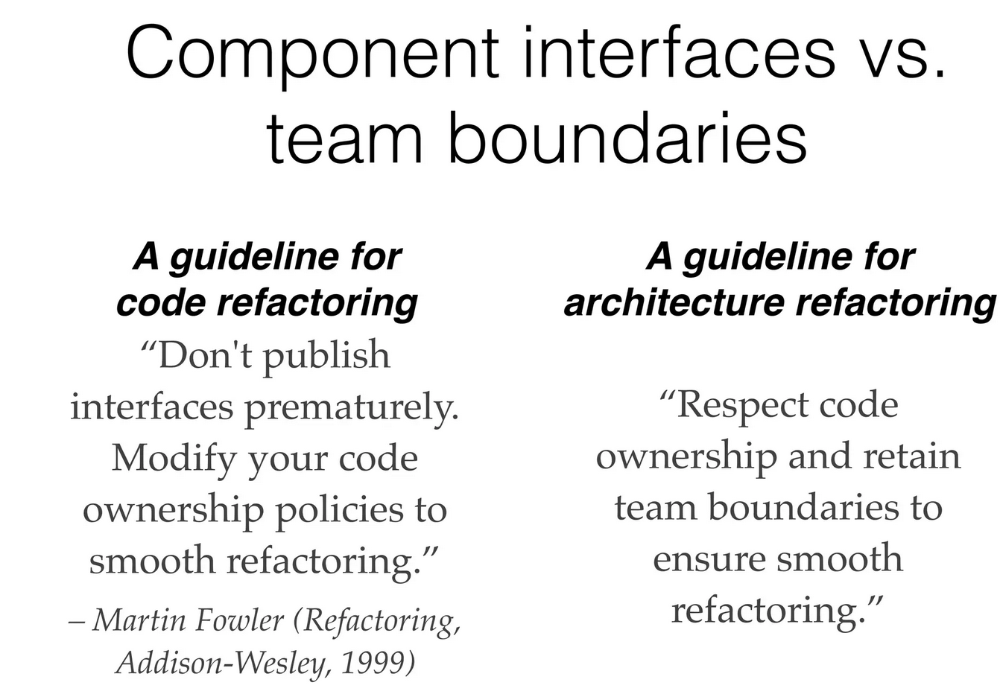 Component interfaces vs.
team boundaries
A guideline for
code refactoring
“Don't publish
interfaces prematurely.
Modify your code
ownership policies to
smooth refactoring.”
– Martin Fowler (Refactoring,
Addison-Wesley, 1999)
A guideline for
architecture refactoring
“Respect code
ownership and retain
team boundaries to
ensure smooth
refactoring.”